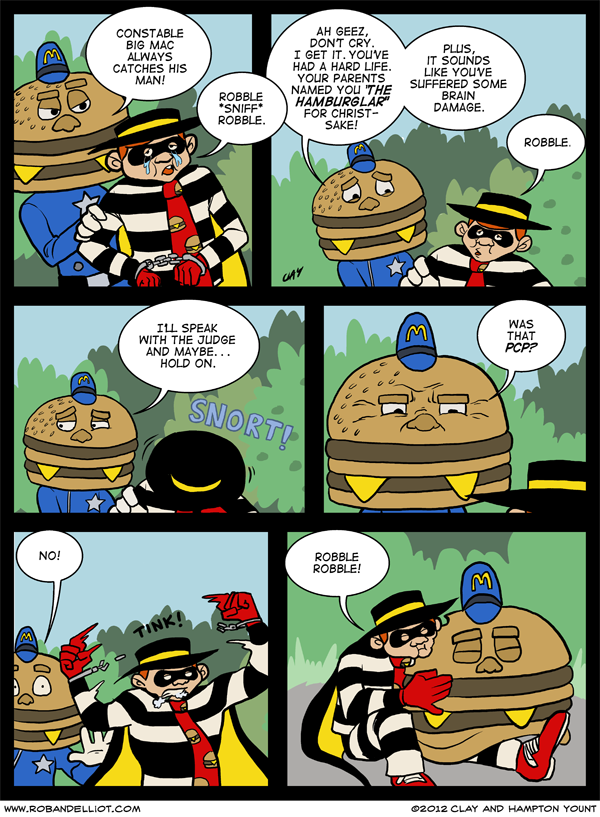 CONSTABLE
BIG MAC
ALWAYS
CATCHES HIS
MAN!
ROBBLE
*SNIFF*
ROBBLE.
AH GEEZ,
DON'T CRY.
I GET IT. YOU'VE
HAD A HARD LIFE.
YOUR PARENTS
NAMED YOU "THE
HAMBURGLAR"
FOR CHRIST-
SAKE!
PLUS,
IT SOUNDS
LIKE YOU'VE
SUFFERED SOME
BRAIN
DAMAGE.
ROBBLE.
CLAY
I'LL SPEAK
WITH THE JUDGE
AND MAYBE...
HOLD ON.
SNORT!
WAS
THAT
PCP?
NO!
TINK!
ROBBLE
ROBBLE!
WWW.ROBANDELLIOT.COM
©2012 CLAY AND HAMPTON YOUNT